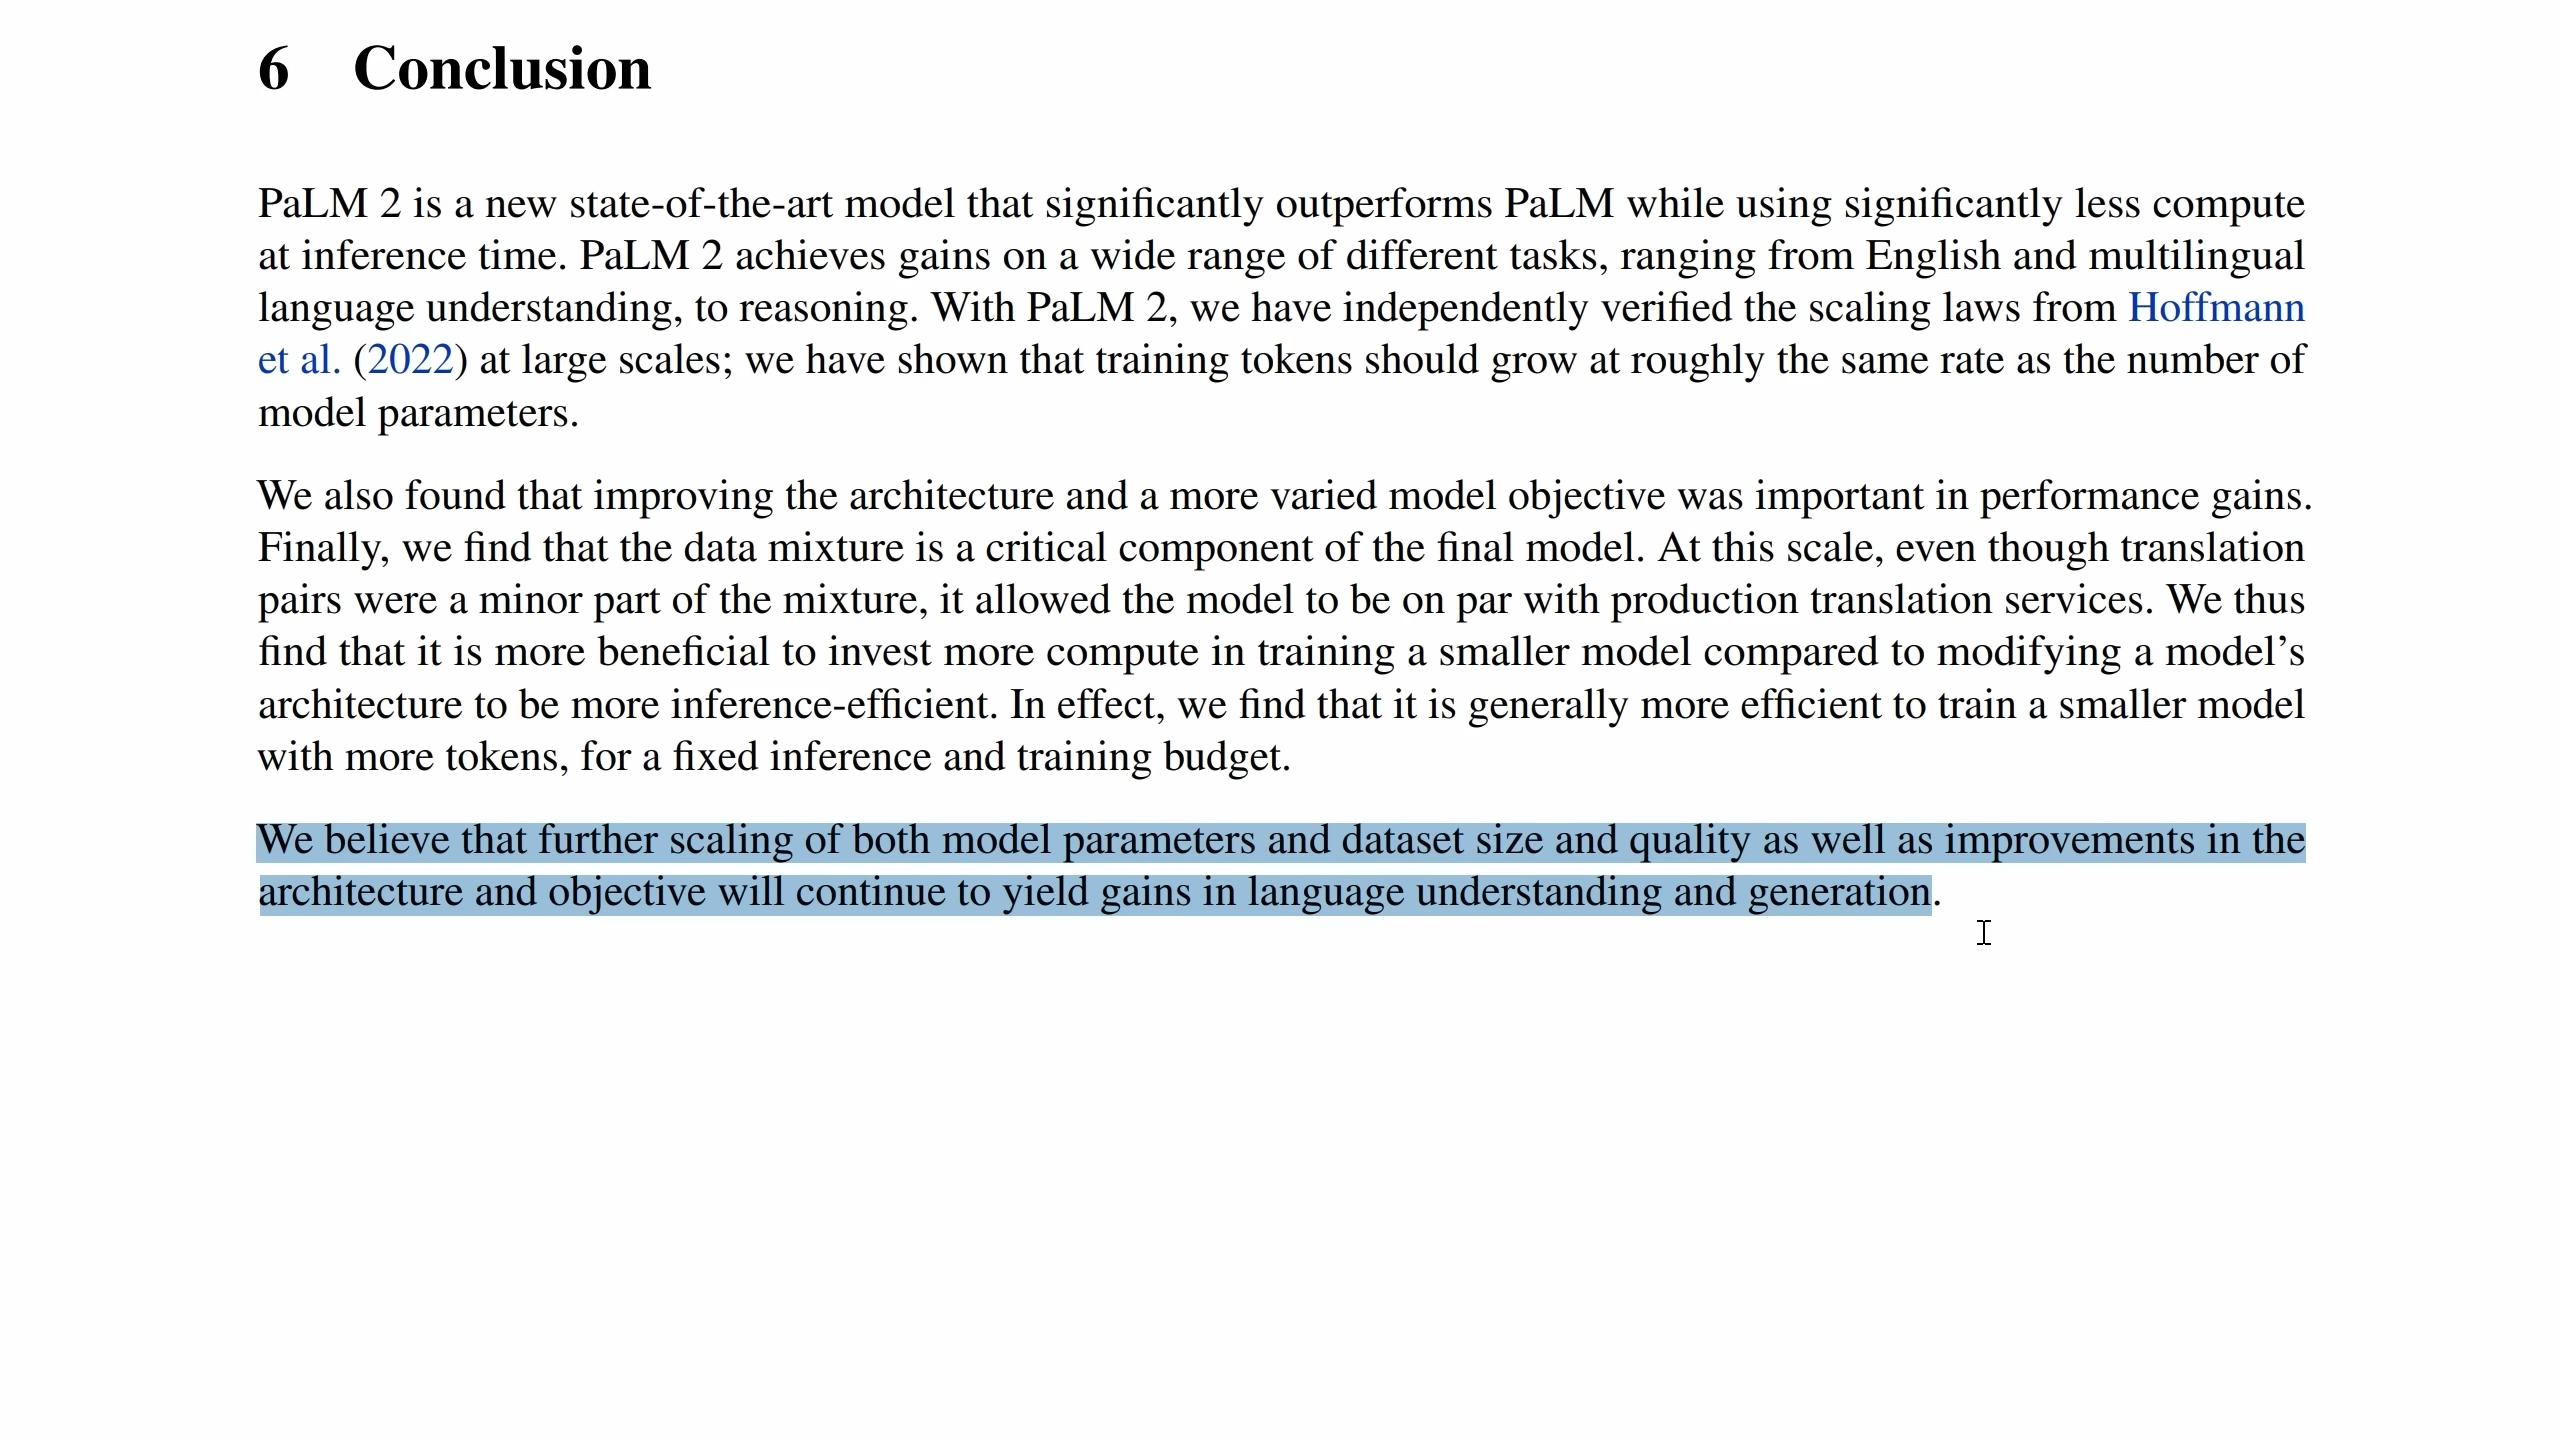 6 Conclusion
PaLM 2 is a new state-of-the-art model that significantly outperforms PaLM while using significantly less compute
at inference time. PaLM 2 achieves gains on a wide range of different tasks, ranging from English and multilingual
language understanding, to reasoning. With PaLM 2, we have independently verified the scaling laws from Hoffmann
et al. (2022) at large scales; we have shown that training tokens should grow at roughly the same rate as the number of
model parameters.
We also found that improving the architecture and a more varied model objective was important in performance gains.
Finally, we find that the data mixture is a critical component of the final model. At this scale, even though translation
pairs were a minor part of the mixture, it allowed the model to be on par with production translation services. We thus
find that it is more beneficial to invest more compute in training a smaller model compared to modifying a model’s
architecture to be more inference-efficient. In effect, we find that it is generally more efficient to train a smaller model
with more tokens, for a fixed inference and training budget.
We believe that further scaling of both model parameters and dataset size and quality as well as improvements in the
architecture and objective will continue to yield gains in language understanding and generation.